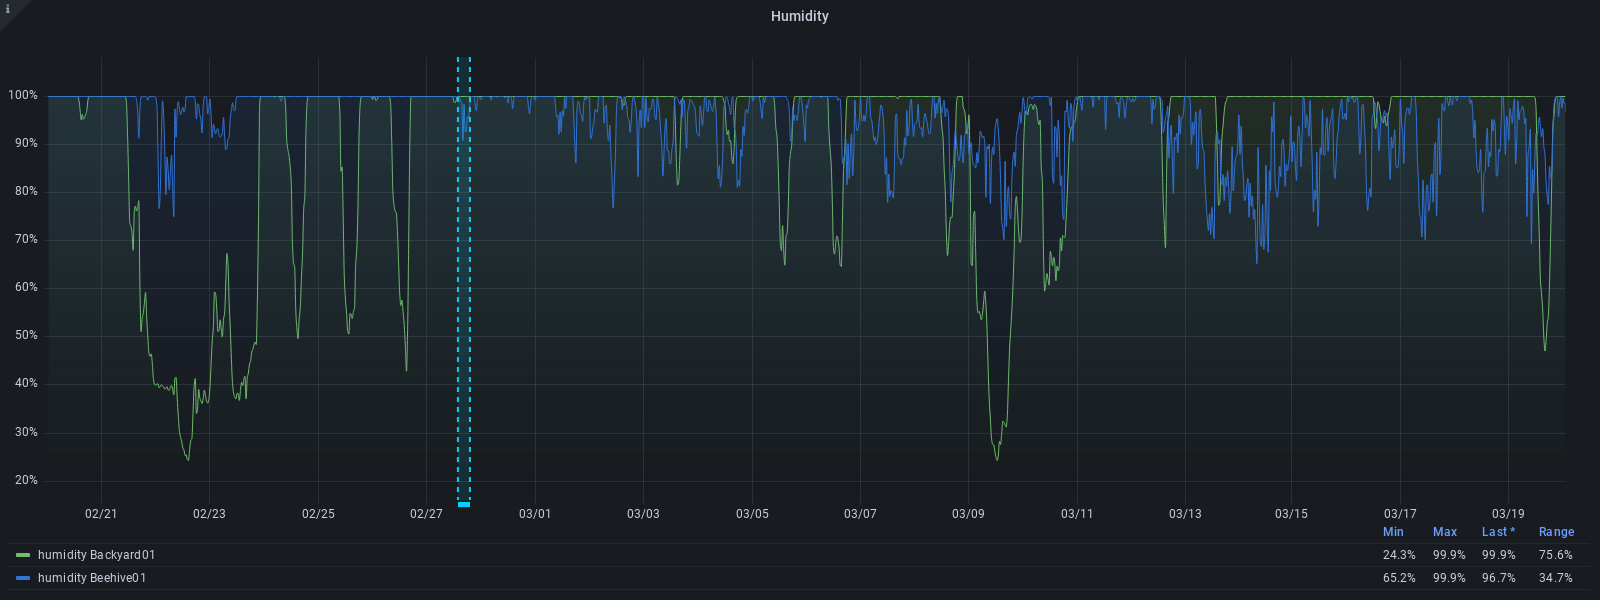 i
Humidity
100%
90%
80%
70%
60%
50%
40%
30%
20%
02/21 02/23 02/25 02/27 03/01 03/03 03/05 03/07 03/09 03/11 03/13 03/15 03/17 03/19
Min Max Last * Range
humidity Backyard01 24.3% 99.9% 99.9% 75.6%
humidity Beehive01 65.2% 99.9% 96.7% 34.7%